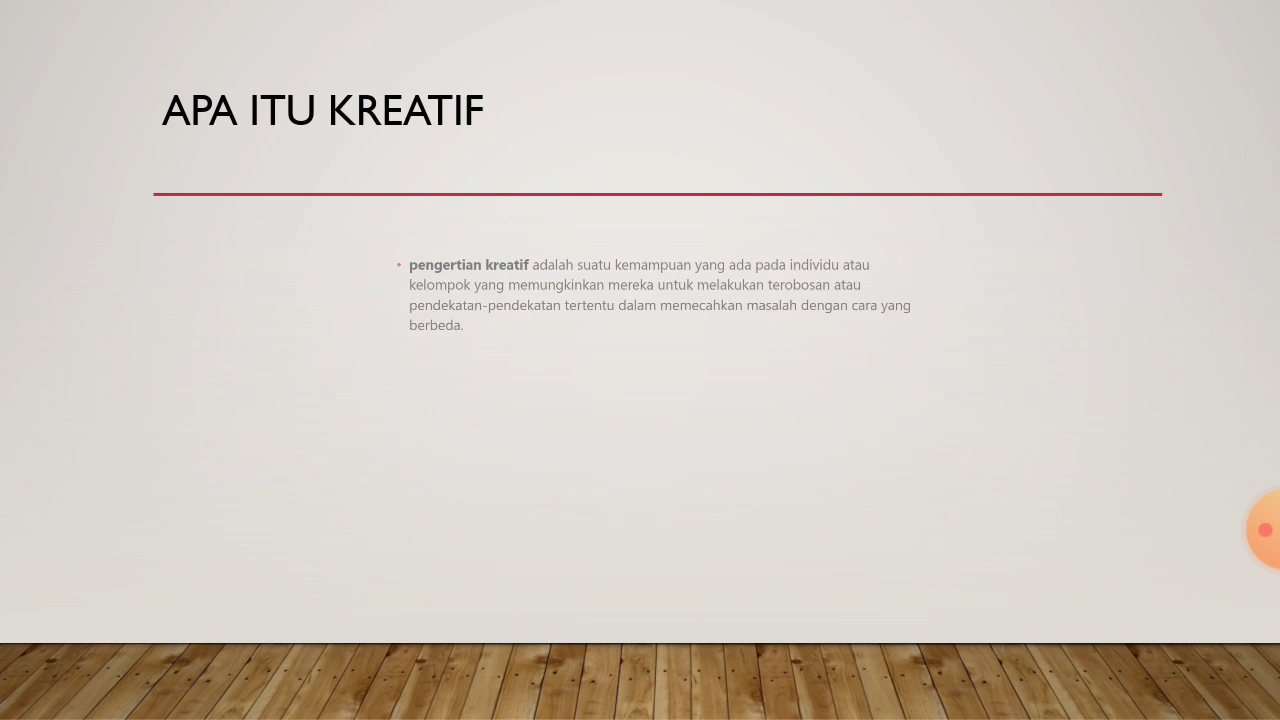 APA ITU KREATIF
• pengertian kreatif adalah suatu kemampuan yang ada pada individu atau
kelompok yang memungkinkan mereka untuk melakukan terobosan atau
pendekatan-pendekatan tertentu dalam memecahkan masalah dengan cara yang
berbeda.